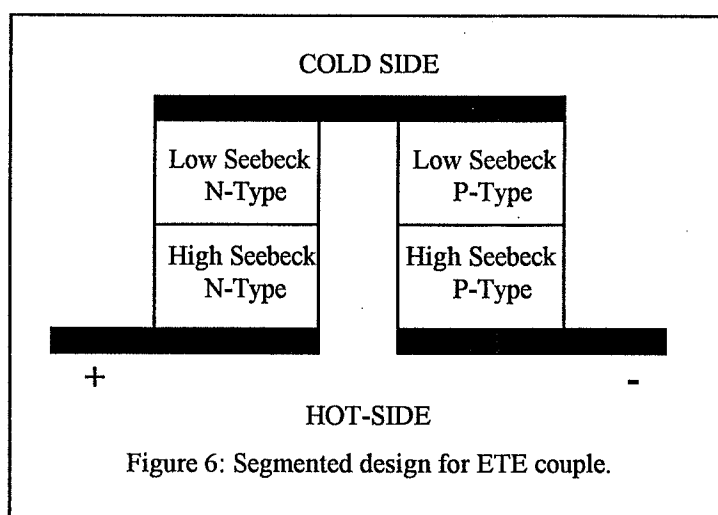 COLD SIDE
Low Seebeck
N-Type
Low Seebeck
P-Type
High Seebeck
N-Type
High Seebeck
P-Type
+
-
HOT-SIDE
Figure 6: Segmented design for ETE couple.